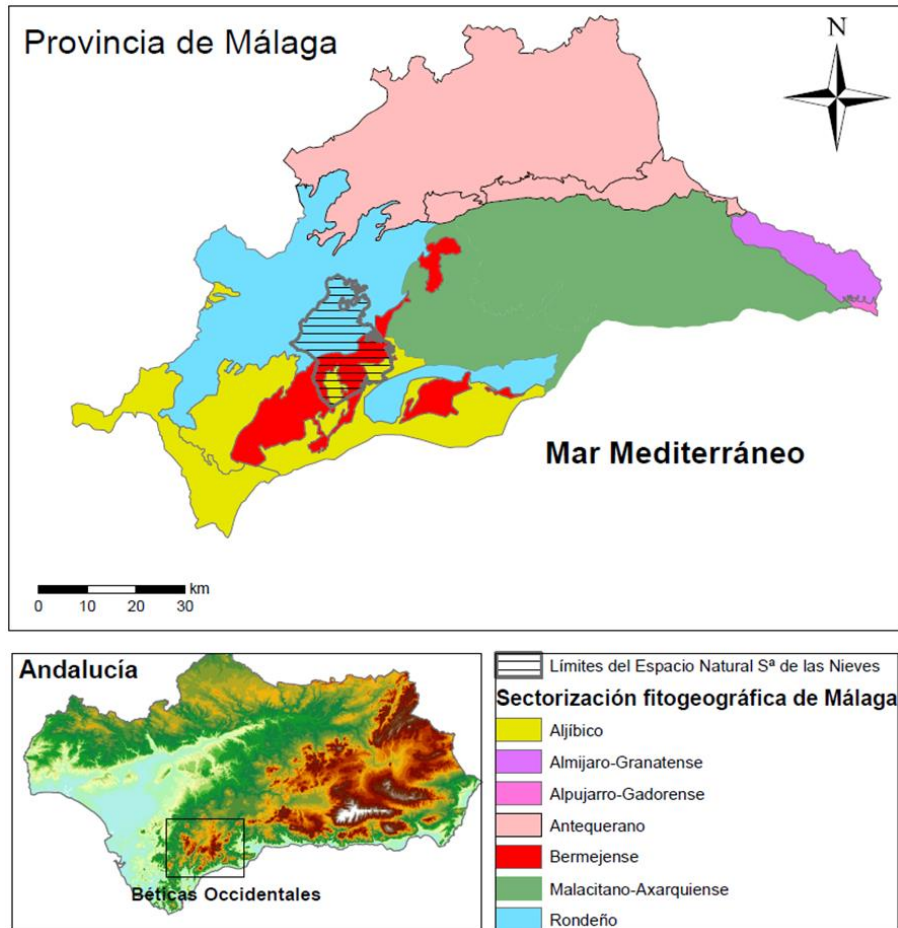 Provincia de Málaga
N
Mar Mediterráneo
km
0 10 20 30
Andalucía
Béticas Occidentales
Límites del Espacio Natural Sª de las Nieves
Sectorización fitogeográfica de Málaga
Aljíbico
Almijaro-Granatense
Alpujarro-Gadorense
Antequerano
Bermejense
Malacitano-Axarquiense
Rondeño